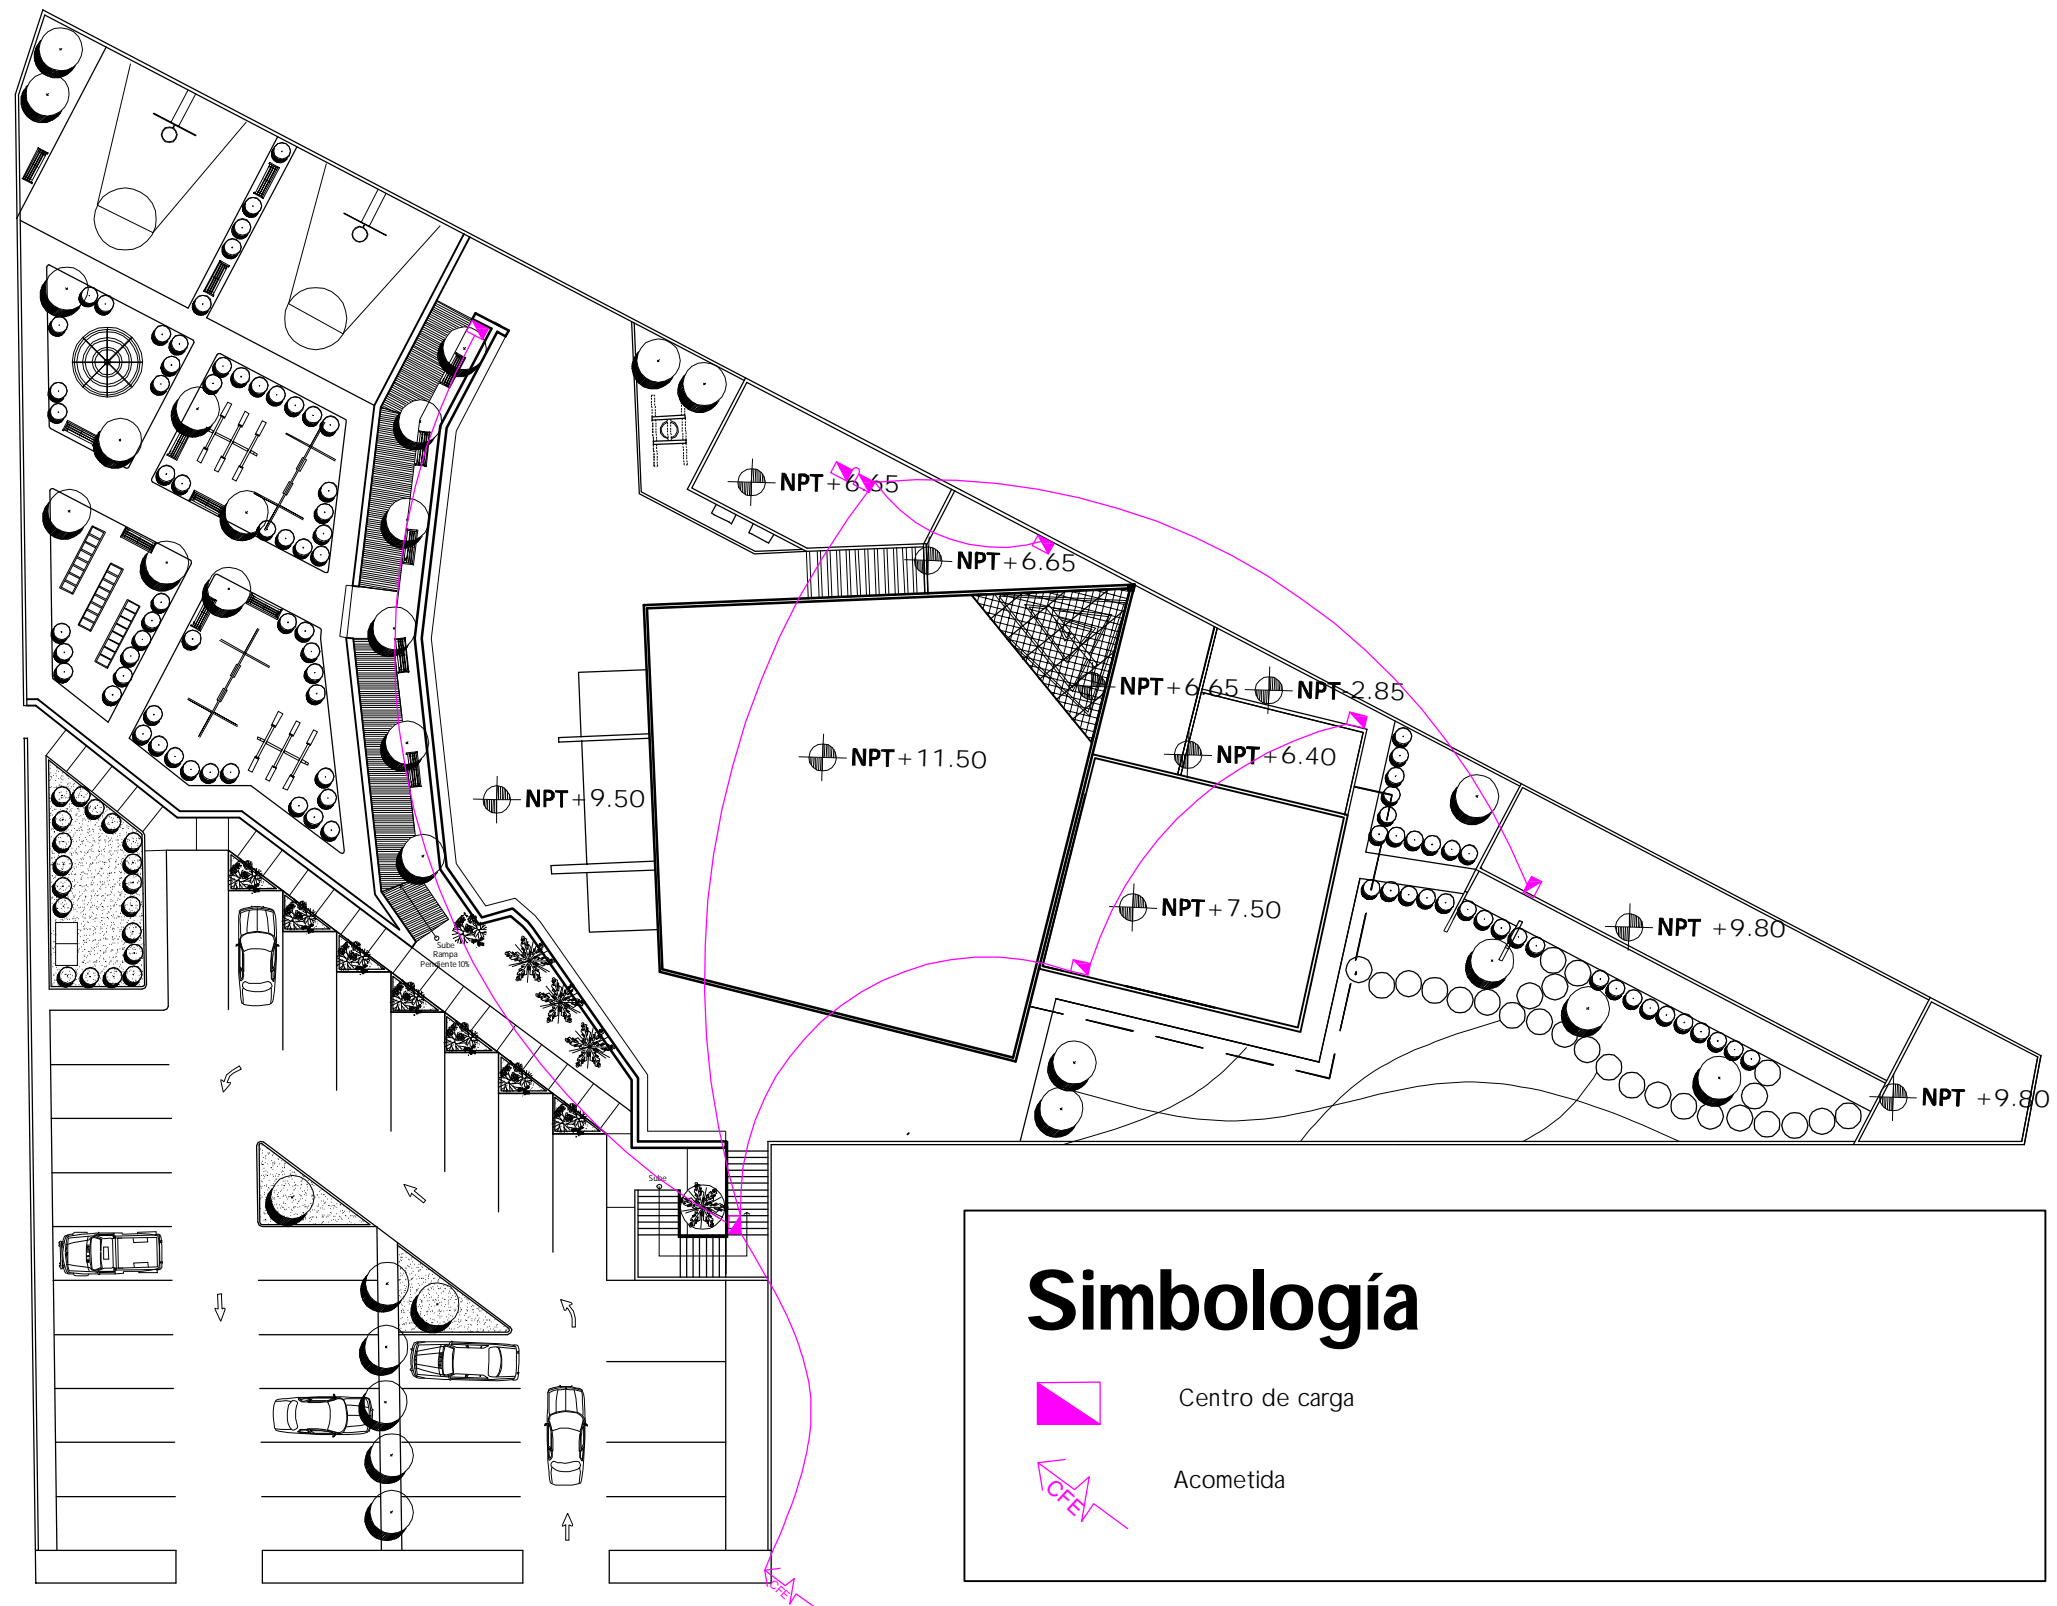 NPT+6.65
NPT+6.65
NPT+6.65
NPT-2.85
NPT+6.40
NPT+11.50
NPT+9.50
NPT+7.50
NPT +9.80
Sube
Rampa
Pendiente 10%
NPT +9.80
Sube
Simbología
Centro de carga
CFE
Acometida
CFE